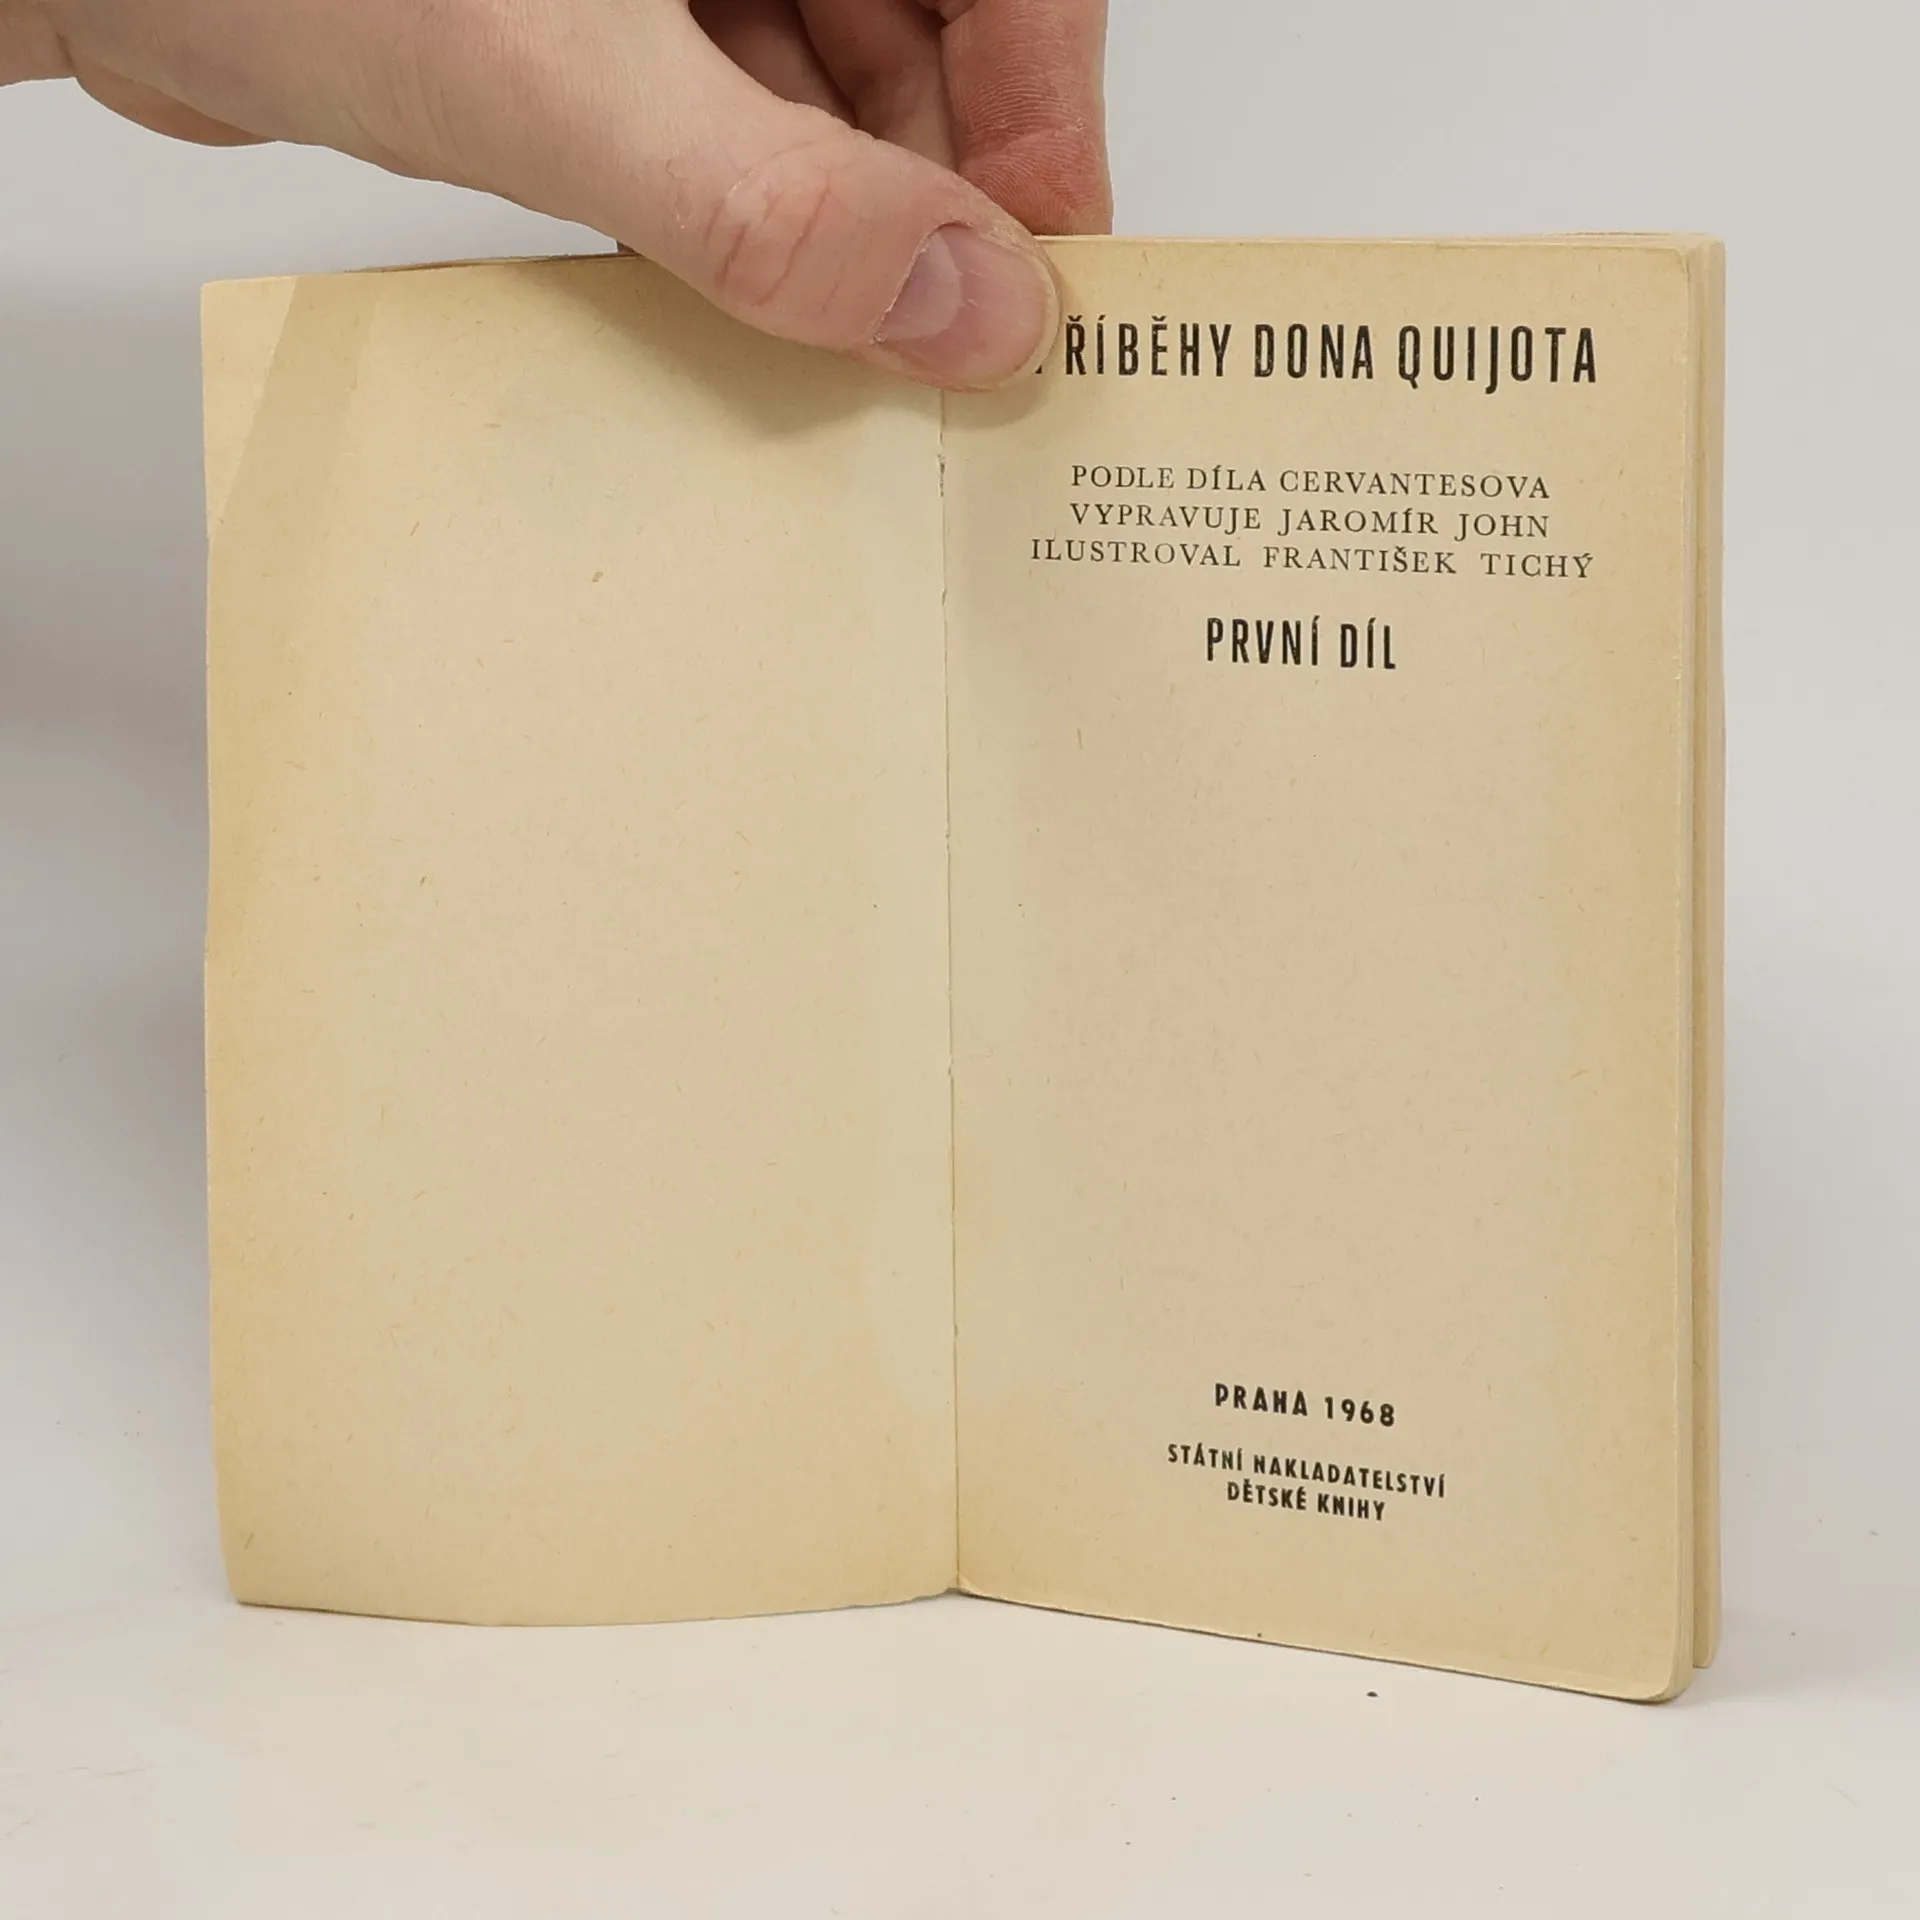 ŘÍBĚHY DONA QUIJOTA
PODLE DÍLA CERVANTESOVA
VYPRAVUJE JAROMÍR JOHN
ILUSTROVAL FRANTIŠEK TICHÝ
PRVNÍ DÍL
PRAHA 1968
STÁTNÍ NAKLADATELSTVÍ
DĚTSKÉ KNIHY